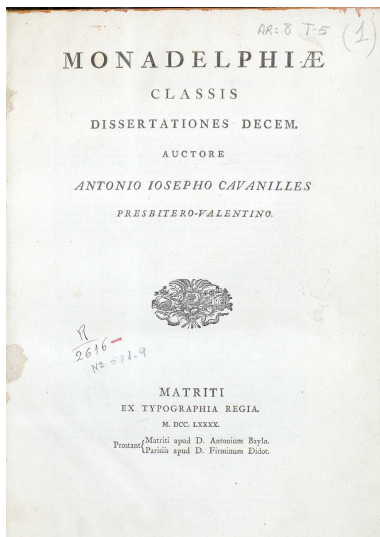 AR: 8 T-5 (1)
MONADELPHIÆ
CLASSIS
DISSERTATIONES DECEM.
AUCTORE
ANTONIO IOSEPHO CAVANILLES
PRESBITERO-VALENTINO.
R
2616
MATRITI
EX TYPOGRAPHIA REGIA.
M. DCC. LXXXX.
Prostant { Matriti apud D. Antonium Baylo.
Parisiis apud D. Firminum Didot.